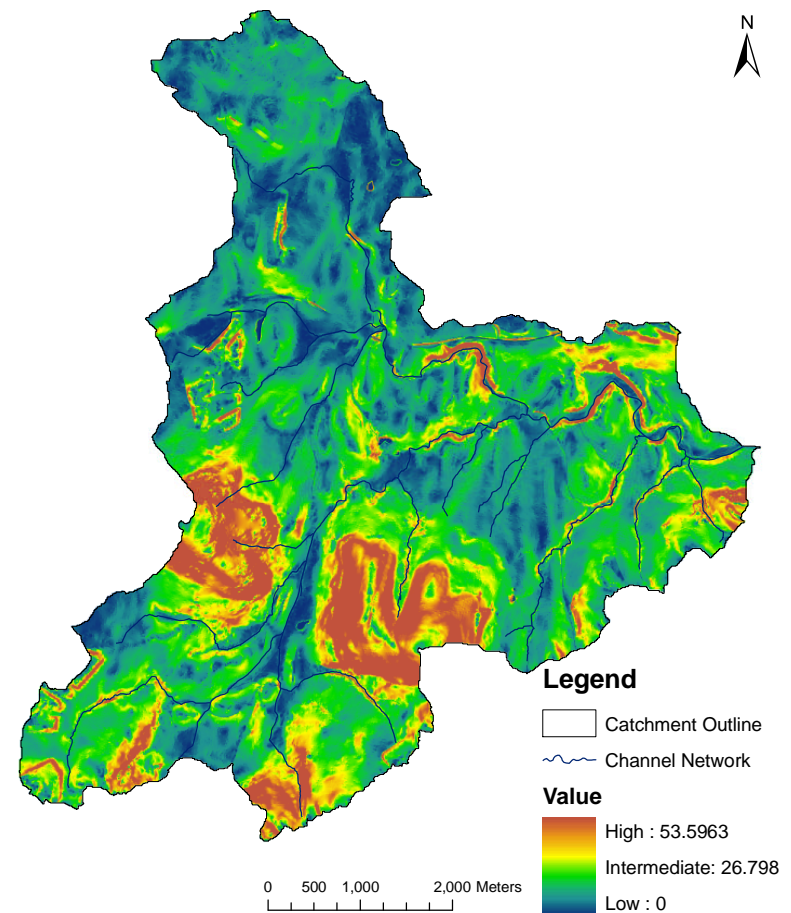 N
Legend
Catchment Outline
Channel Network
Value
High : 53.5963
Intermediate: 26.798
Low : 0
0 500 1,000 2,000 Meters